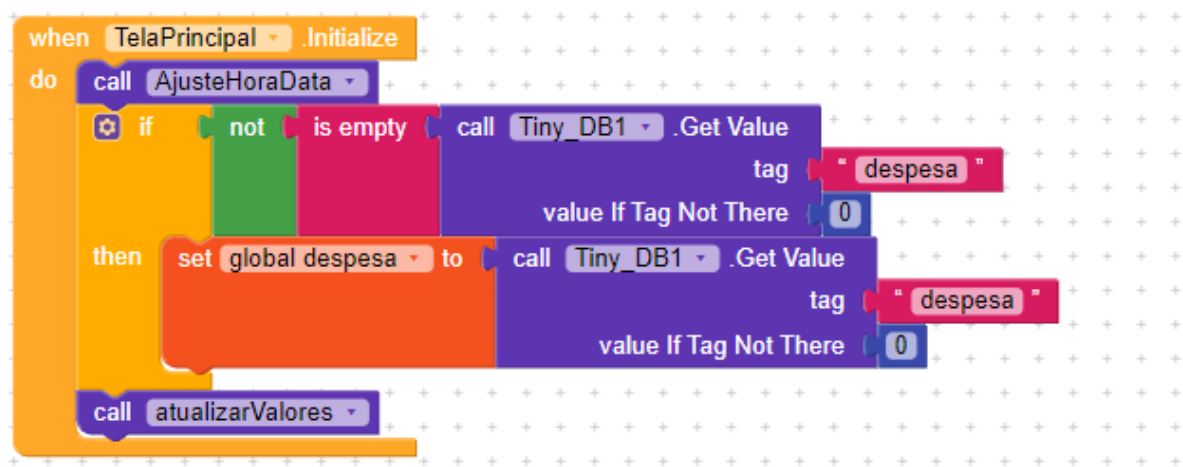 when TelaPrincipal .Initialize
do call AjusteHoraData
if not is empty call Tiny_DB1 .Get Value
tag “ despesa ”
value If Tag Not There 0
then set global despesa to call Tiny_DB1 .Get Value
tag “ despesa ”
value If Tag Not There 0
call atualizarValores